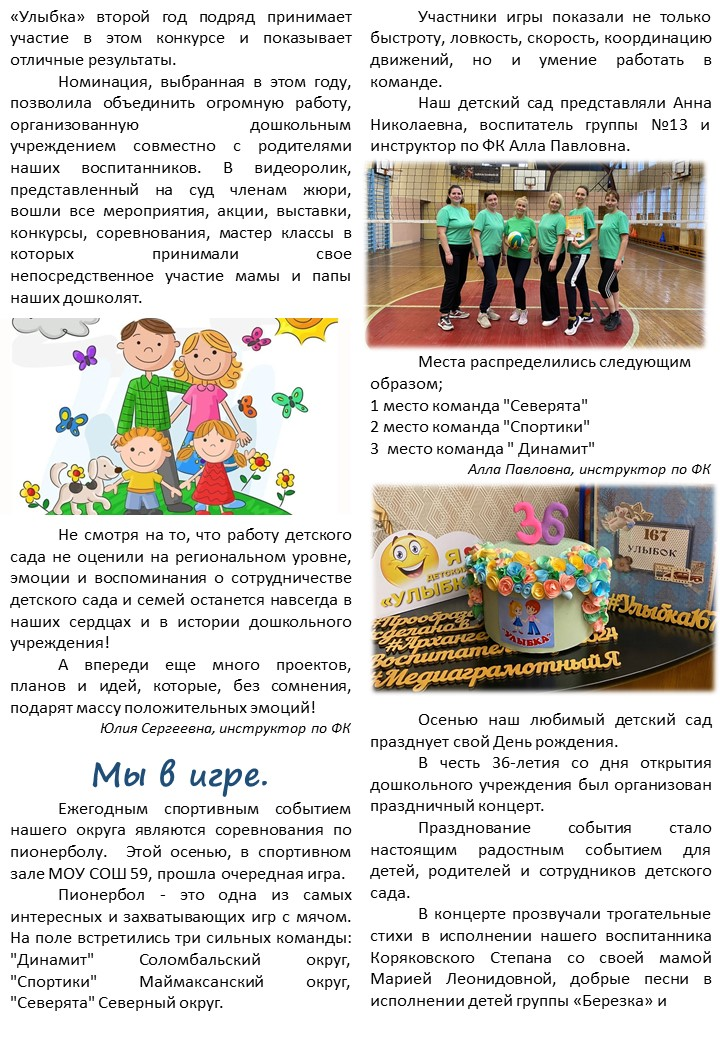 «Улыбка» второй год подряд принимает
участие в этом конкурсе и показывает
отличные результаты.
Номинация, выбранная в этом году,
позволила объединить огромную работу,
организованную дошкольным
учреждением совместно с родителями
наших воспитанников. В видеоролик,
представленный на суд членам жюри,
вошли все мероприятия, акции, выставки,
конкурсы, соревнования, мастер классы в
которых принимали свое
непосредственное участие мамы и папы
наших дошколят.
Не смотря на то, что работу детского
сада не оценили на региональном уровне,
эмоции и воспоминания о сотрудничестве
детского сада и семей останется навсегда в
наших сердцах и в истории дошкольного
учреждения!
А впереди еще много проектов,
планов и идей, которые, без сомнения,
подарят массу положительных эмоций!
Юлия Сергеевна, инструктор по ФК
Мы в игре.
Ежегодным спортивным событием
нашего округа являются соревнования по
пионерболу. Этой осенью, в спортивном
зале МОУ СОШ 59, прошла очередная игра.
Пионербол - это одна из самых
интересных и захватывающих игр с мячом.
На поле встретились три сильных команды:
"Динамит" Соломбальский округ,
"Спортики" Маймаксанский округ,
"Северята" Северный округ.
Участники игры показали не только
быстроту, ловкость, скорость, координацию
движений, но и умение работать в
команде.
Наш детский сад представляли Анна
Николаевна, воспитатель группы №13 и
инструктор по ФК Алла Павловна.
Места распределились следующим
образом;
1 место команда "Северята"
2 место команда "Спортики"
3 место команда " Динамит"
Алла Павловна, инструктор по ФК
36
167
УЛЫБОК
Я
ДЕТСКИЙ
«УЛЫБК
"УЛЫБКА"
#Улыбка167
#Профреа
#сделанов
#Арханге
#Воспитател
#МедиаграмотныйЯ
Осенью наш любимый детский сад
празднует свой День рождения.
В честь 36-летия со дня открытия
дошкольного учреждения был организован
праздничный концерт.
Празднование события стало
настоящим радостным событием для
детей, родителей и сотрудников детского
сада.
В концерте прозвучали трогательные
стихи в исполнении нашего воспитанника
Коряковского Степана со своей мамой
Марией Леонидовной, добрые песни в
исполнении детей группы «Березка» и